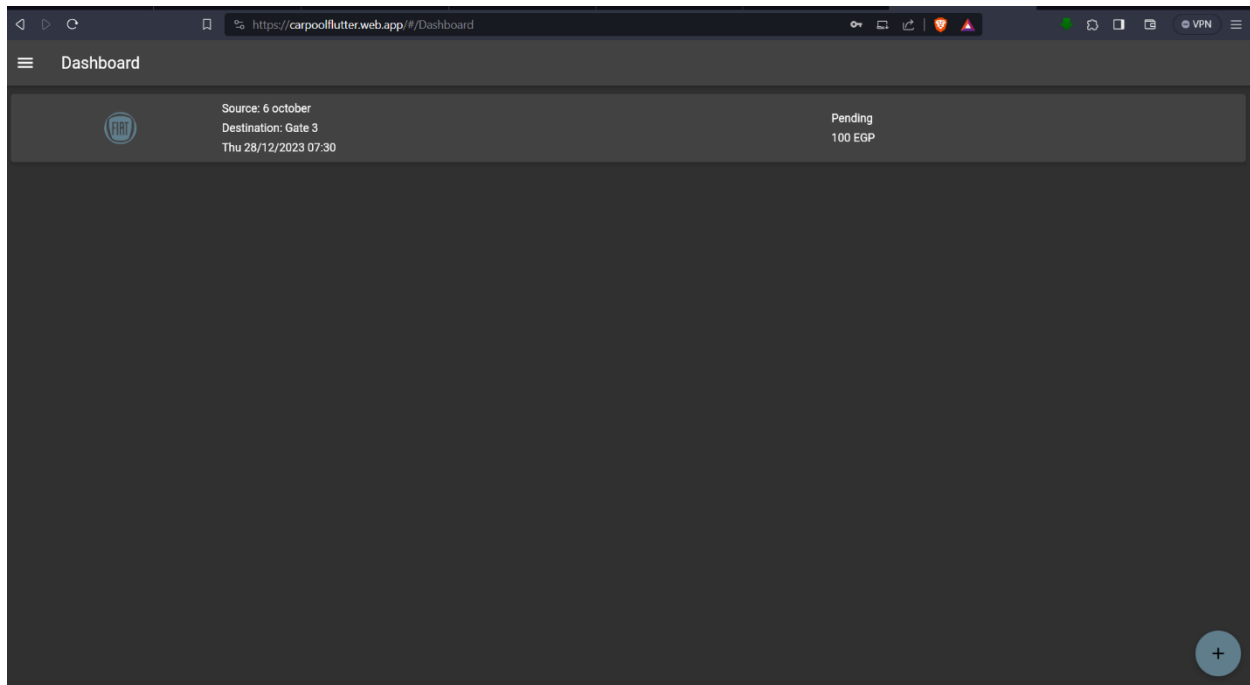 https://carpoolflutter.web.app/#/Dashboard
VPN
Dashboard
FIAT
Source: 6 october
Destination: Gate 3
Thu 28/12/2023 07:30
Pending
100 EGP
+